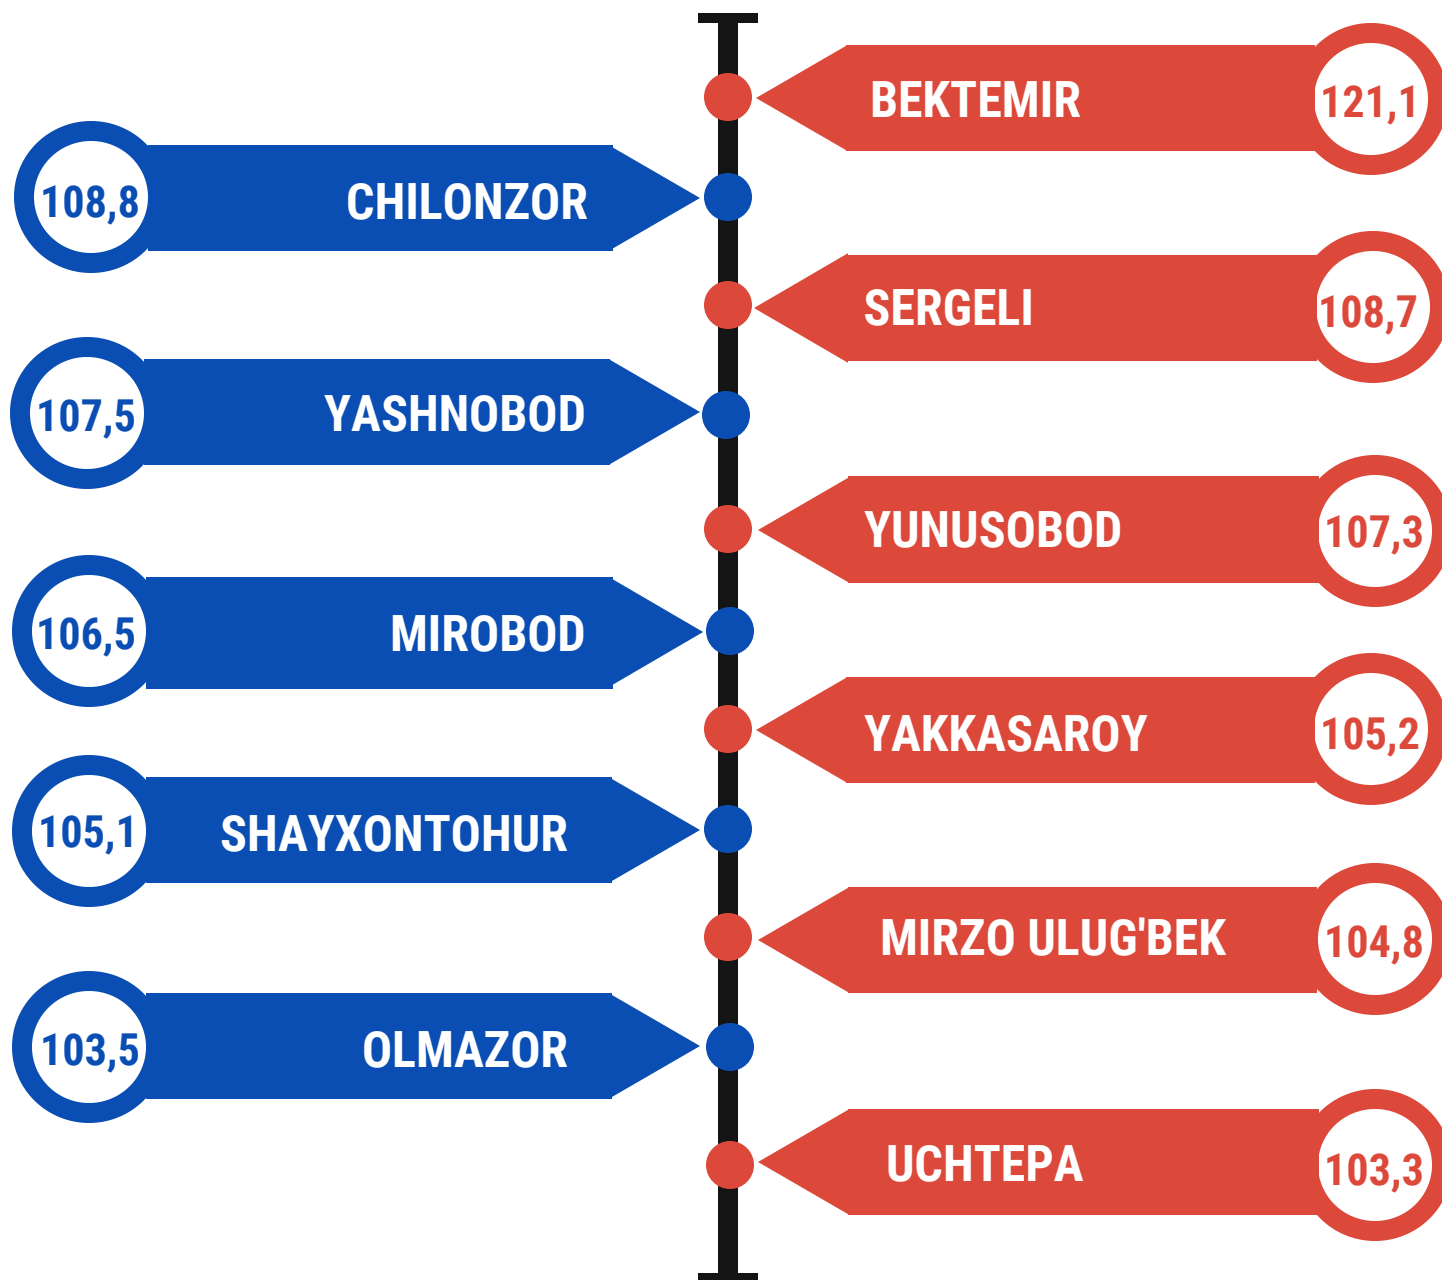 BEKTEMIR 121,1
108,8 CHILONZOR
SERGELI 108,7
107,5 YASHNOBOD
YUNUSOBOD 107,3
106,5 MIROBOD
YAKKASAROY 105,2
105,1 SHAYXONTOHUR
MIRZO ULUG'BEK 104,8
103,5 OLMAZOR
UCHTEPA 103,3